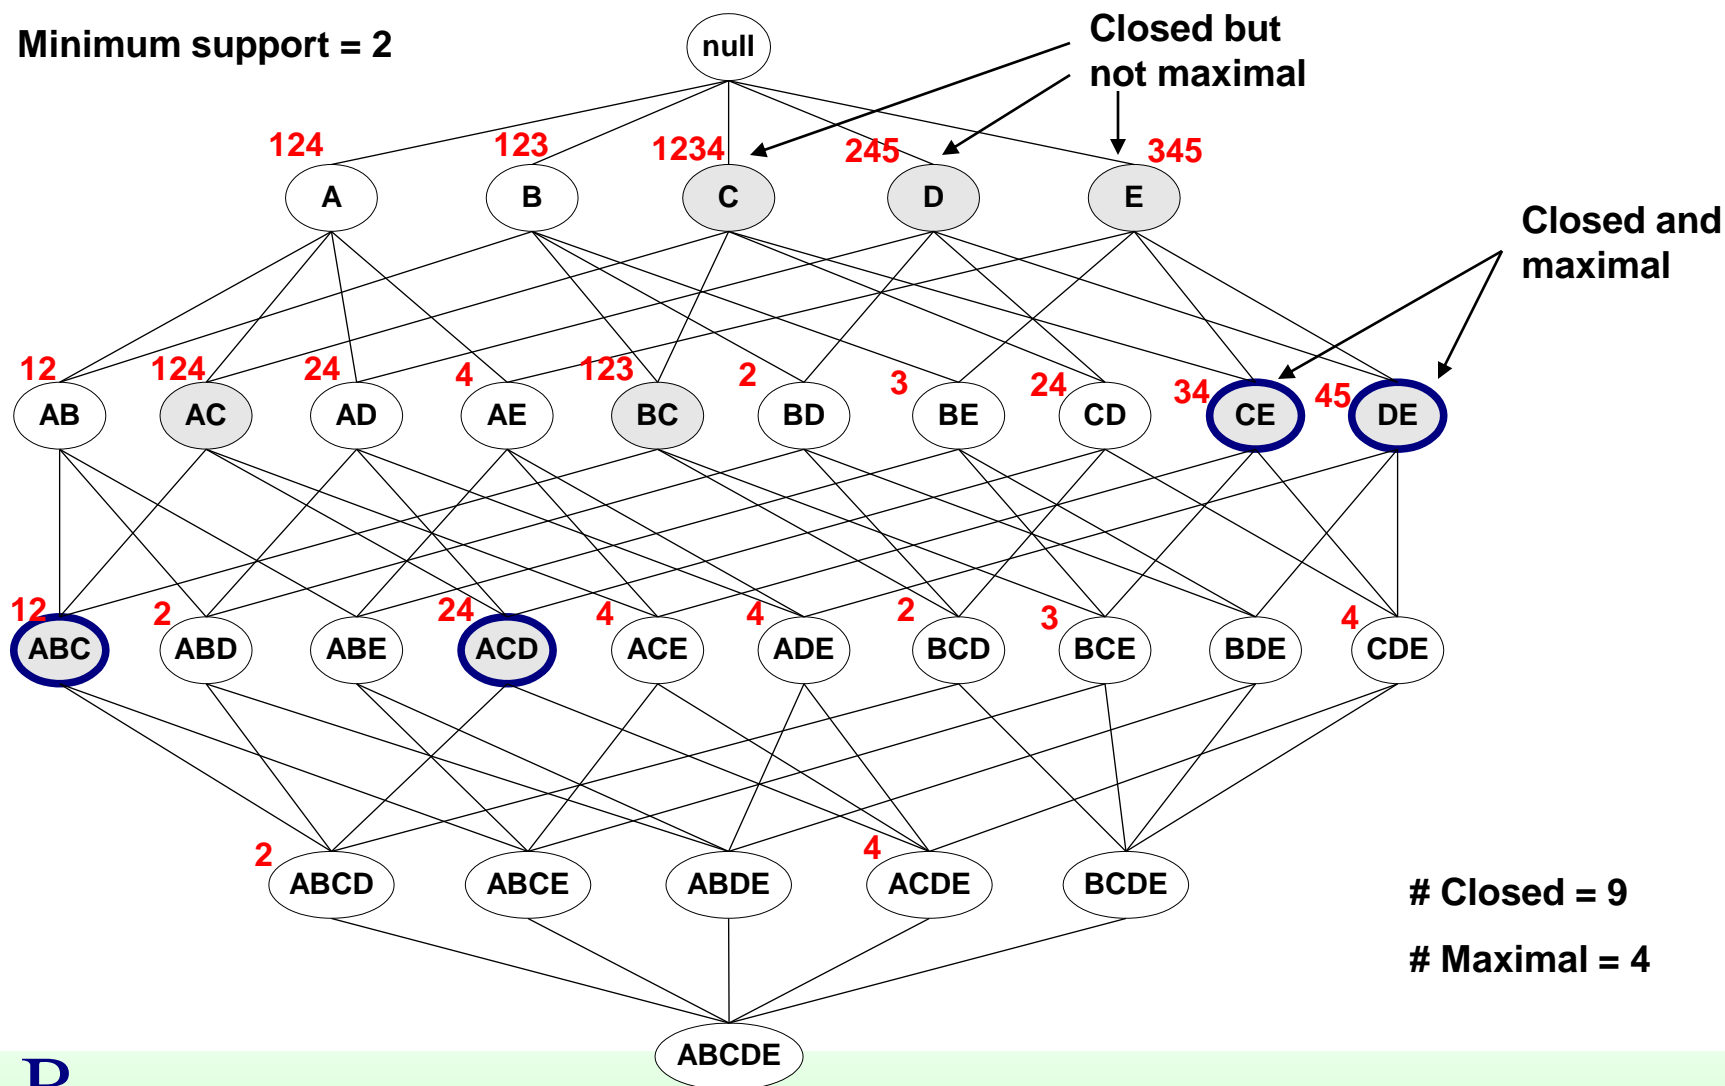 Minimum support = 2
null
Closed but
not maximal
124
123
1234
245
345
A
B
C
D
E
Closed and
maximal
12
124
24
4
123
2
3
24
34
45
AB
AC
AD
AE
BC
BD
BE
CD
CE
DE
12
2
24
4
4
2
3
4
ABC
ABD
ABE
ACD
ACE
ADE
BCD
BCE
BDE
CDE
2
4
ABCD
ABCE
ABDE
ACDE
BCDE
# Closed = 9
# Maximal = 4
ABCDE